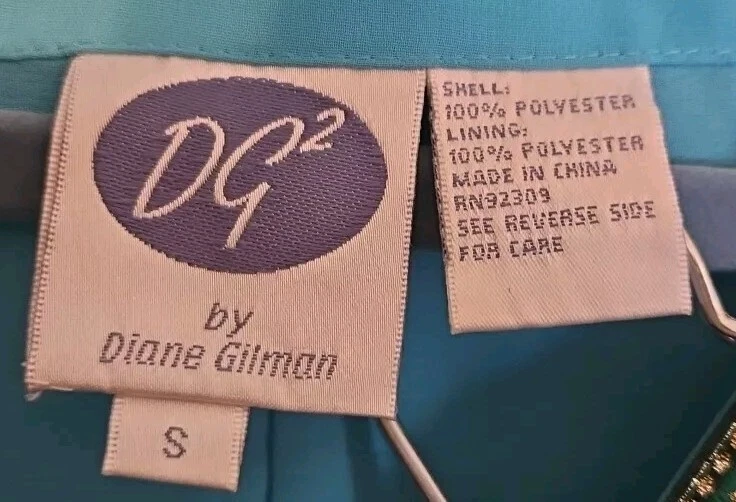 DG²
by
Diane Gilman
S
SHELL:
100% POLYESTER
LINING:
100% POLYESTER
MADE IN CHINA
RN92309
SEE REVERSE SIDE
FOR CARE